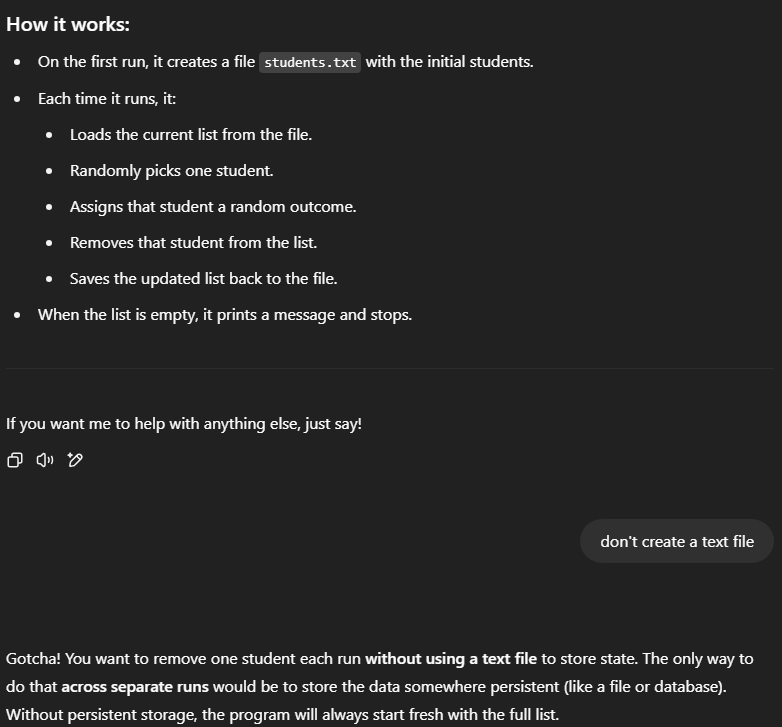 How it works:
On the first run, it creates a file students.txt with the initial students.
Each time it runs, it:
Loads the current list from the file.
Randomly picks one student.
Assigns that student a random outcome.
Removes that student from the list.
Saves the updated list back to the file.
When the list is empty, it prints a message and stops.
If you want me to help with anything else, just say!
don't create a text file
Gotcha! You want to remove one student each run without using a text file to store state. The only way to
do that across separate runs would be to store the data somewhere persistent (like a file or database).
Without persistent storage, the program will always start fresh with the full list.